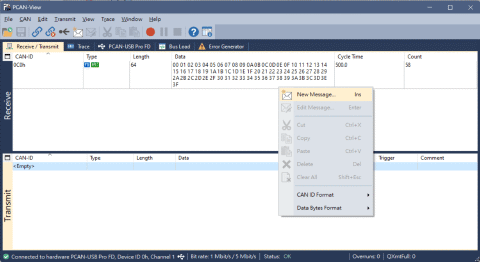 PCAN-View
File CAN Edit Transmit View Trace Window Help
Receive / Transmit Trace PCAN-USB Pro FD Bus Load Error Generator
CAN-ID Type Length Data Cycle Time Count
0C0h FD 64 00 01 02 03 04 05 06 07 08 09 0A 0B 0C 0D 0E 0F 10 11 12 13 14 500.0 58
15 16 17 18 19 1A 1B 1C 1D 1E 1F 20 21 22 23 24 25 26 27 28 29
2A 2B 2C 2D 2E 2F 30 31 32 33 34 35 36 37 38 39 3A 3B 3C 3D 3E
3F
Receive
New Message... Ins
Edit Message... Enter
Cut Ctrl+X
Copy Ctrl+C
Paste Ctrl+V
Delete Del
Clear All Shift+Esc
CAN ID Format
Data Bytes Format
CAN-ID Type Length Data Trigger Comment
<Empty>
Transmit
Connected to hardware PCAN-USB Pro FD, Device ID 0h, Channel 1 Bit rate: 1 Mbit/s / 5 Mbit/s Status: OK Overruns: 0 QXmtFull: 0